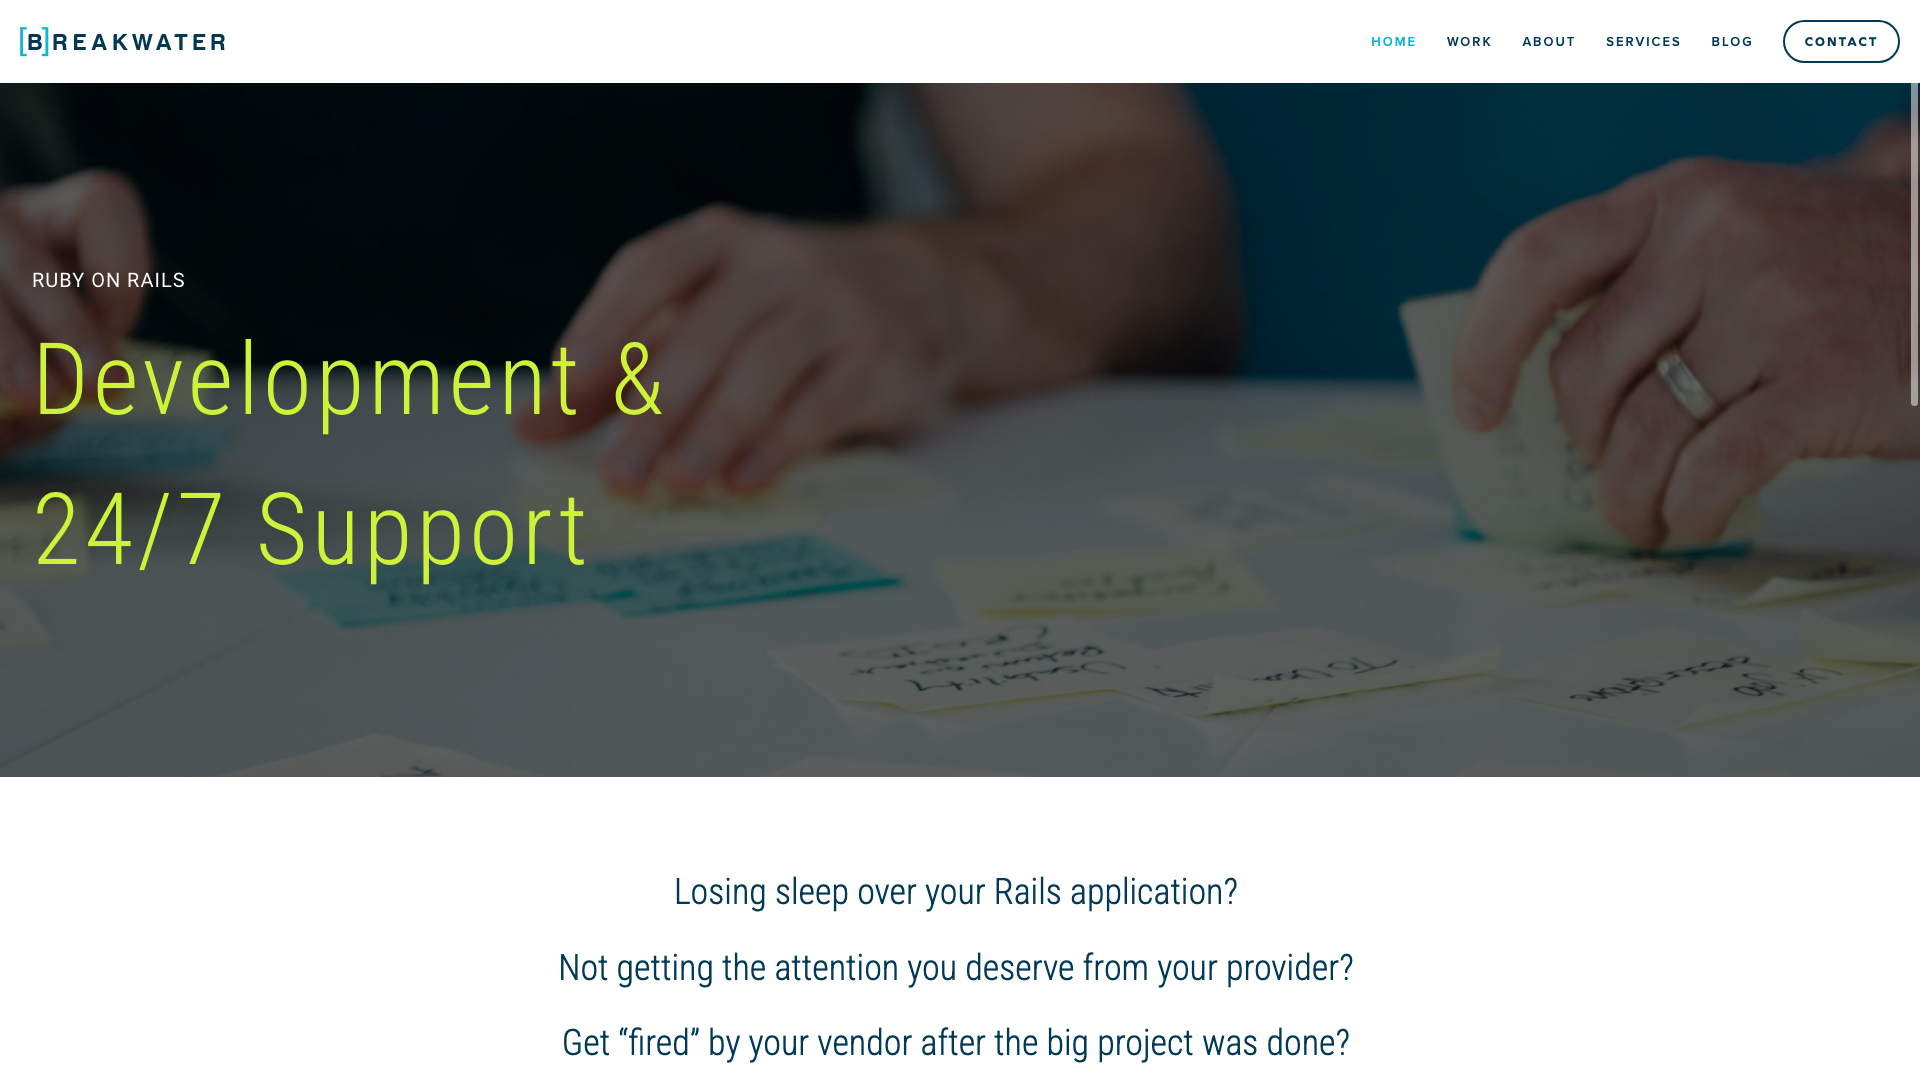 [B]REAKWATER
HOME WORK ABOUT SERVICES BLOG CONTACT
RUBY ON RAILS
Development &
24/7 Support
Usability
Losing sleep over your Rails application?
Not getting the attention you deserve from your provider?
Get “fired” by your vendor after the big project was done?